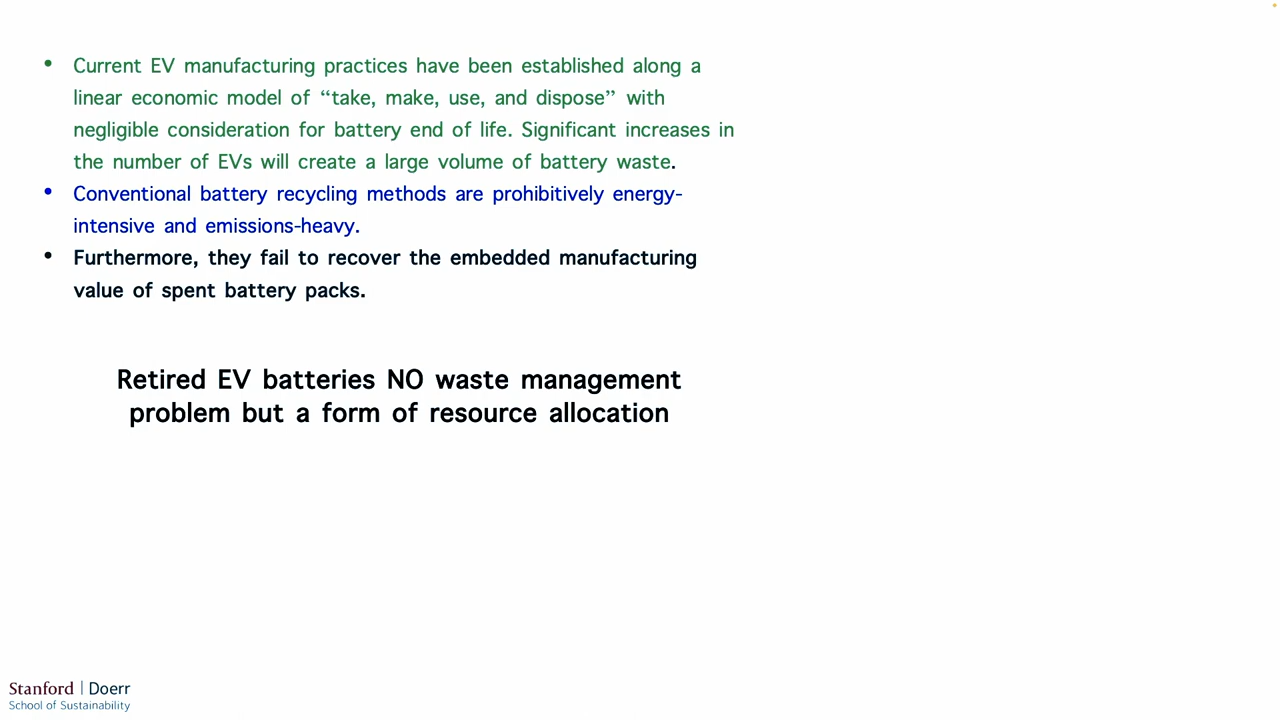 • Current EV manufacturing practices have been established along a
linear economic model of “take, make, use, and dispose” with
negligible consideration for battery end of life. Significant increases in
the number of EVs will create a large volume of battery waste.
• Conventional battery recycling methods are prohibitively energy-
intensive and emissions-heavy.
• Furthermore, they fail to recover the embedded manufacturing
value of spent battery packs.
Retired EV batteries NO waste management
problem but a form of resource allocation
Stanford | Doerr
School of Sustainability